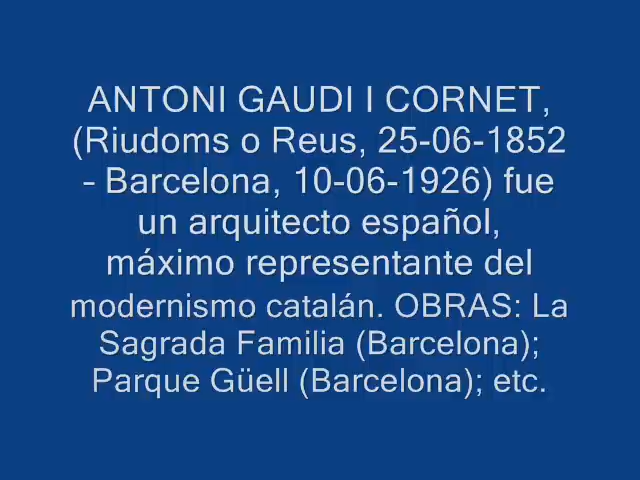 ANTONI GAUDI I CORNET,
(Riudoms o Reus, 25-06-1852
– Barcelona, 10-06-1926) fue
un arquitecto español,
máximo representante del
modernismo catalán. OBRAS: La
Sagrada Familia (Barcelona);
Parque Güell (Barcelona); etc.